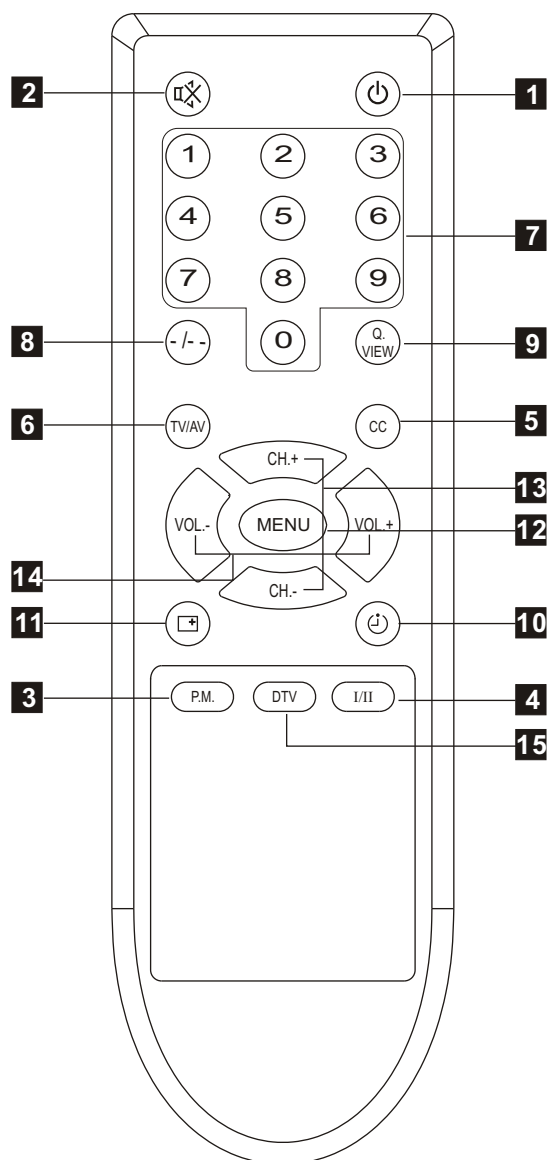 2 1
1 2 3
4 5 6 7
7 8 9
8 -/-- 0 Q. VIEW 9
6 TV/AV CC 5
CH.+
13
VOL.- MENU VOL.+ 12
14 CH.-
11 10
3 P.M. DTV I/II 4
15